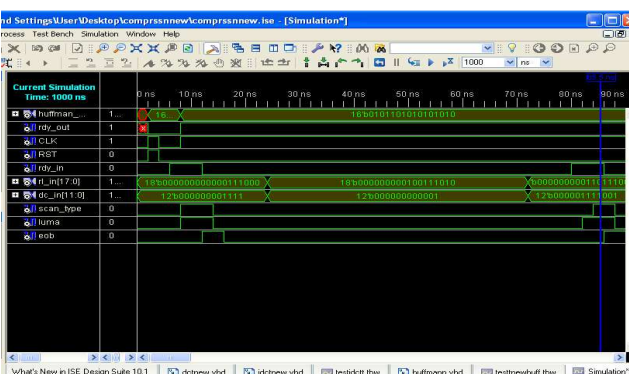 nd Settings\User\Desktop\comprssnnew\comprssnnew.ise - [Simulation*]
rocess Test Bench Simulation Window Help
1000 ns
Current Simulation
Time: 1000 ns
0 ns 10 ns 20 ns 30 ns 40 ns 50 ns 60 ns 70 ns 80 ns 90 ns
huffman_... 1... 16... 16'b0101101010101010
rdy_out 1 X
CLK 1
RST 0
rdy_in 0
rl_in[17:0] 1... 18'b000000000000111000 18'b000000000100111010
dc_in[11:0] 1... 12'b000000001111 12'b000000000001 12'b000001111001
scan_type 0
luma 0
eob 0
What's New in ISE Design Suite 10.1 dctnew.vhd idctnew.vhd testidctt.tbw huffmann.vhd testnewhuff.tbw Simulation*